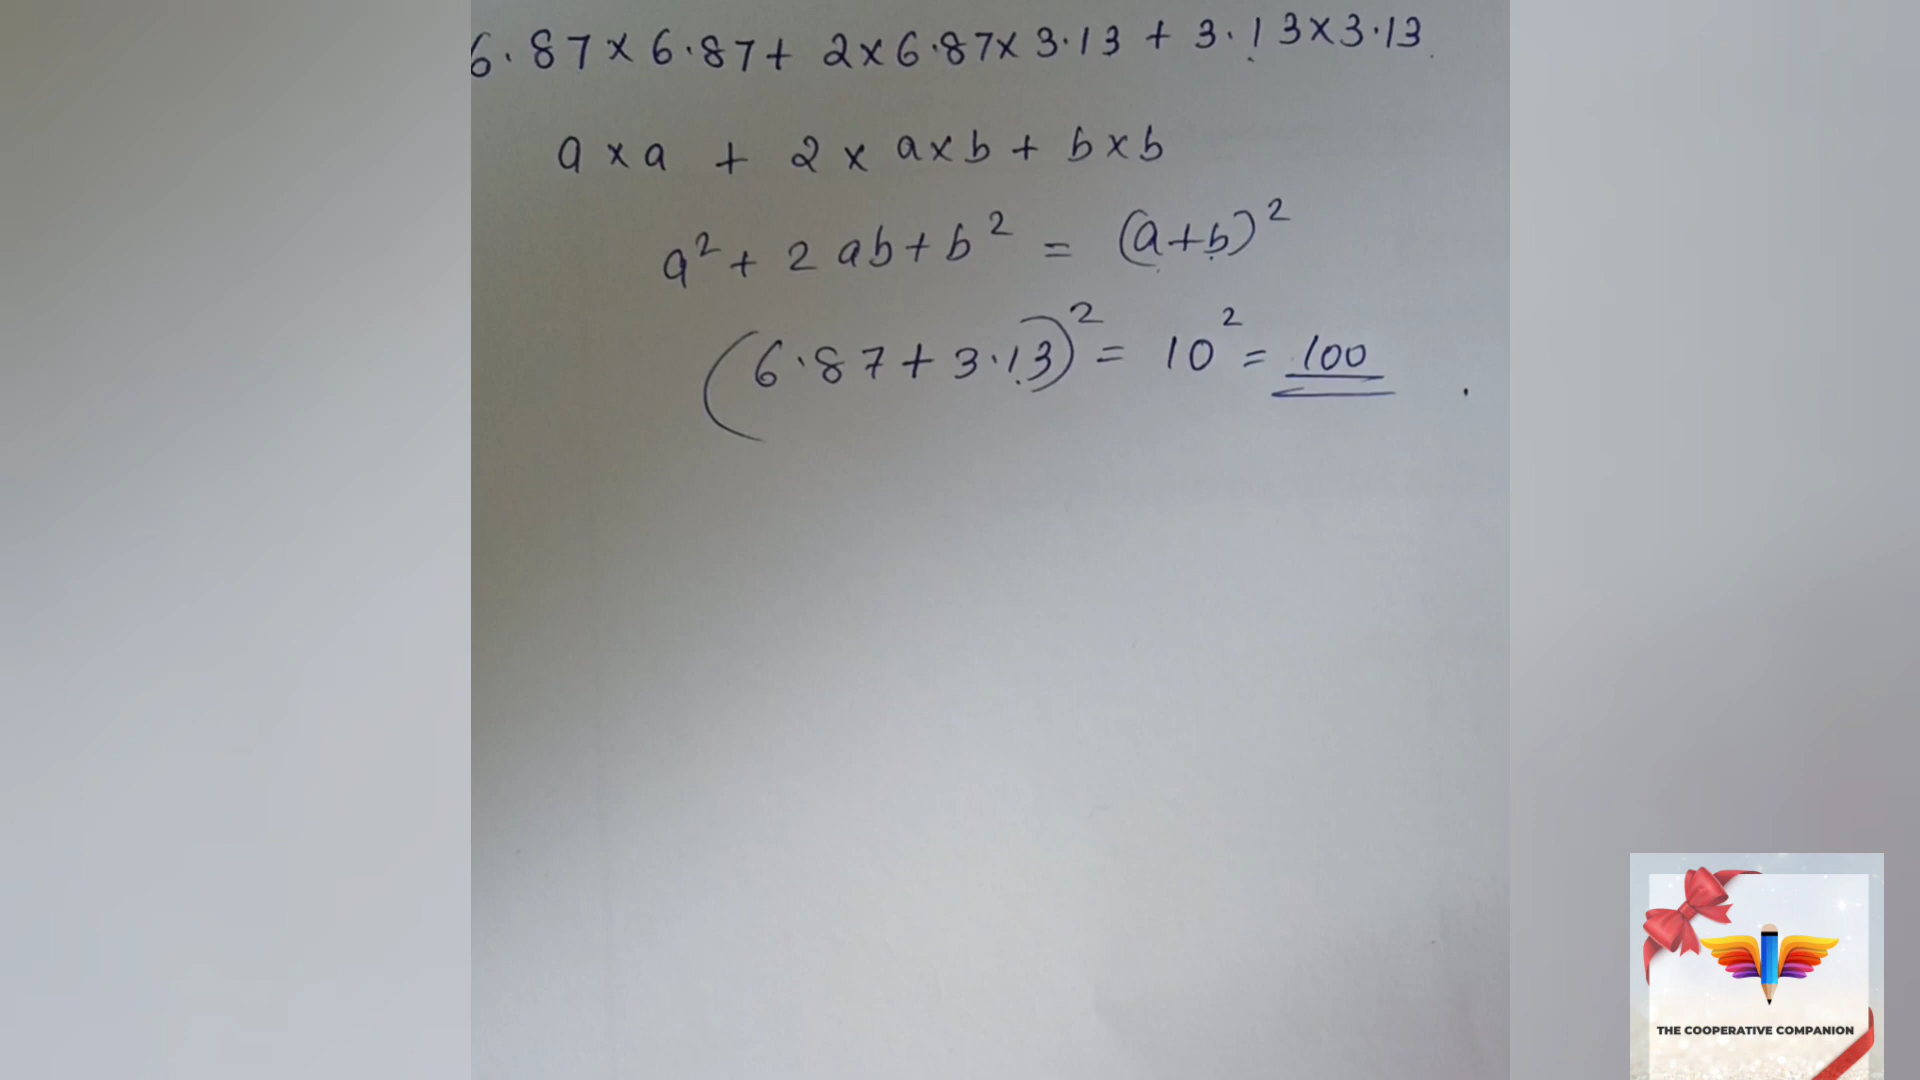 6.87 × 6.87 + 2 × 6.87 × 3.13 + 3.13 × 3.13
a × a + 2 × a × b + b × b
a² + 2ab + b² = (a+b)²
(6.87 + 3.13)² = 10² = 100
THE COOPERATIVE COMPANION